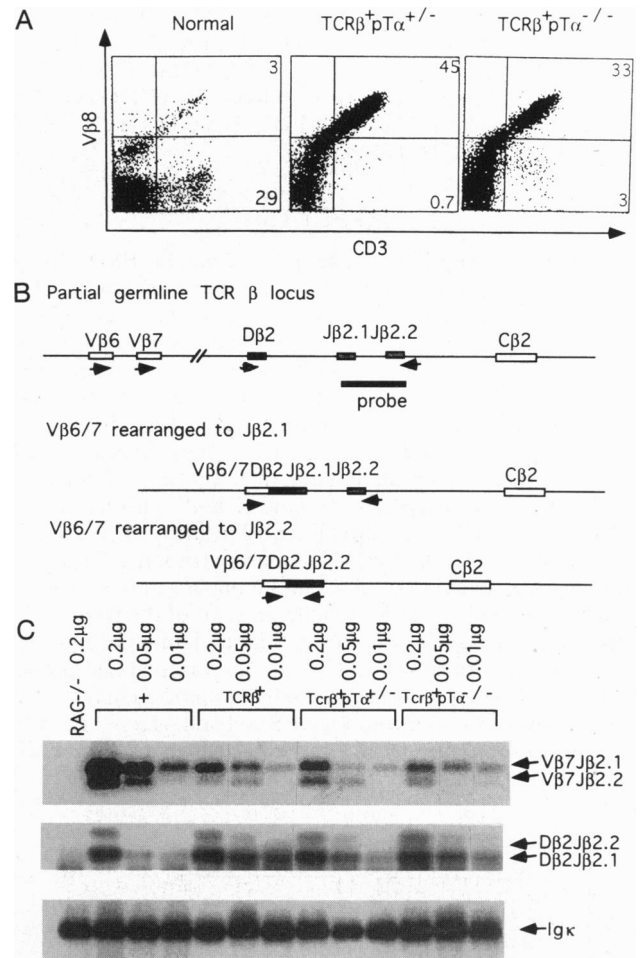 A
Normal
TCRβ+pTα+/-
TCRβ+pTα-/-
3
45
33
Vβ8
29
0.7
3
CD3
B Partial germline TCR β locus
Vβ6 Vβ7 Dβ2 Jβ2.1 Jβ2.2 Cβ2
probe
Vβ6/7 rearranged to Jβ2.1
Vβ6/7Dβ2Jβ2.1Jβ2.2 Cβ2
Vβ6/7 rearranged to Jβ2.2
Vβ6/7Dβ2Jβ2.2 Cβ2
C
RAG-/- 0.2µg
0.2µg
0.05µg
0.01µg
0.2µg
0.05µg
0.01µg
0.2µg
0.05µg
0.01µg
0.2µg
0.05µg
0.01µg
+
TCRβ+
Tcrβ+pTα+/-
Tcrβ+pTα-/-
Vβ7Jβ2.1
Vβ7Jβ2.2
Dβ2Jβ2.2
Dβ2Jβ2.1
Igκ